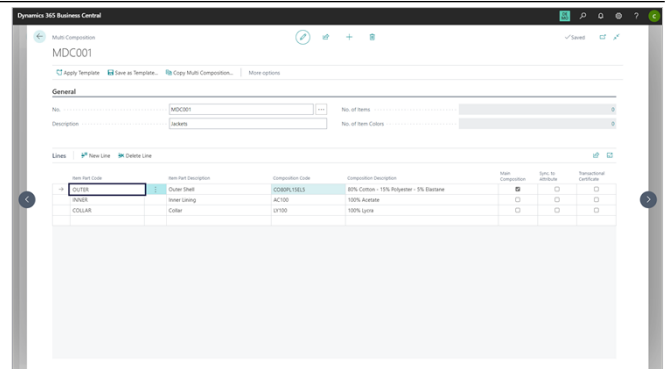 Dynamics 365 Business Central
Multi Composition
Saved
MDC001
Apply Template Save as Template... Copy Multi Composition... More options
General
No. MDC001 No. of Items 0
Description Jackets No. of Item Colors 0
Lines New Line Delete Line
Item Part Code Item Part Description Composition Code Composition Description Main Composition Sync. to Attribute Transactional Certificate
OUTER Outer Shell CO80PL15EL5 80% Cotton - 15% Polyester - 5% Elastane
INNER Inner Lining AC100 100% Acetate
COLLAR Collar LY100 100% Lycra